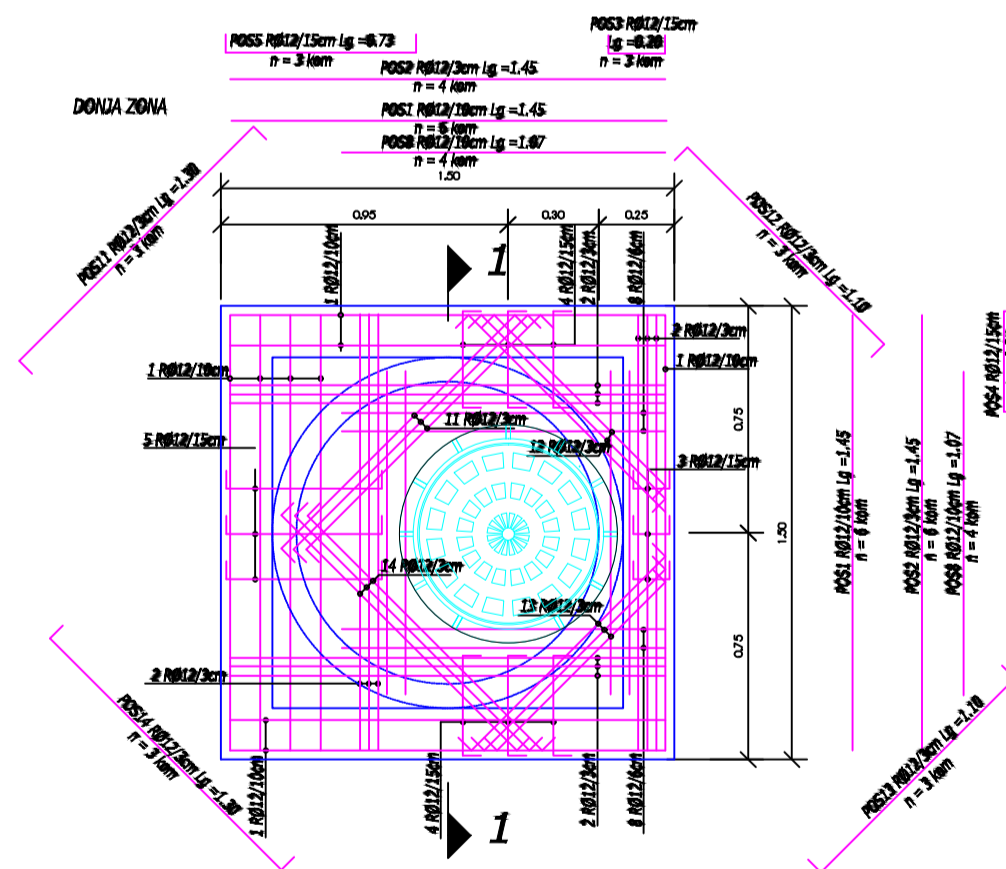 POS3 RØ12/15cm
Lg =0.20
n = 3 kom
POS5 RØ12/15cm Lg =0.73
n = 3 kom
POS2 RØ12/3cm Lg =1.45
n = 4 kom
DONJA ZONA
POS1 RØ12/10cm Lg =1.45
n = 6 kom
POS8 RØ12/10cm Lg =1.07
n = 4 kom
1.50
POS11 RØ12/3cm Lg =1.30
n = 3 kom
POS12 RØ12/3cm Lg =1.10
n = 3 kom
0.95
0.30
0.25
1 RØ12/10cm
1
4 RØ12/15cm
2 RØ12/3cm
8 RØ12/6cm
2 RØ12/3cm
1 RØ12/10cm
1 RØ12/10cm
POS4 RØ12/15cm
0.75
11 RØ12/3cm
5 RØ12/15cm
12 RØ12/3cm
3 RØ12/15cm
POS1 RØ12/10cm Lg =1.45
n = 6 kom
POS2 RØ12/3cm Lg =1.45
n = 6 kom
POS8 RØ12/10cm Lg =1.07
n = 4 kom
1.50
14 RØ12/3cm
13 RØ12/3cm
0.75
2 RØ12/3cm
POS14 RØ12/3cm Lg =1.30
n = 3 kom
POS13 RØ12/3cm Lg =1.10
n = 3 kom
1 RØ12/10cm
4 RØ12/15cm
1
2 RØ12/3cm
8 RØ12/6cm